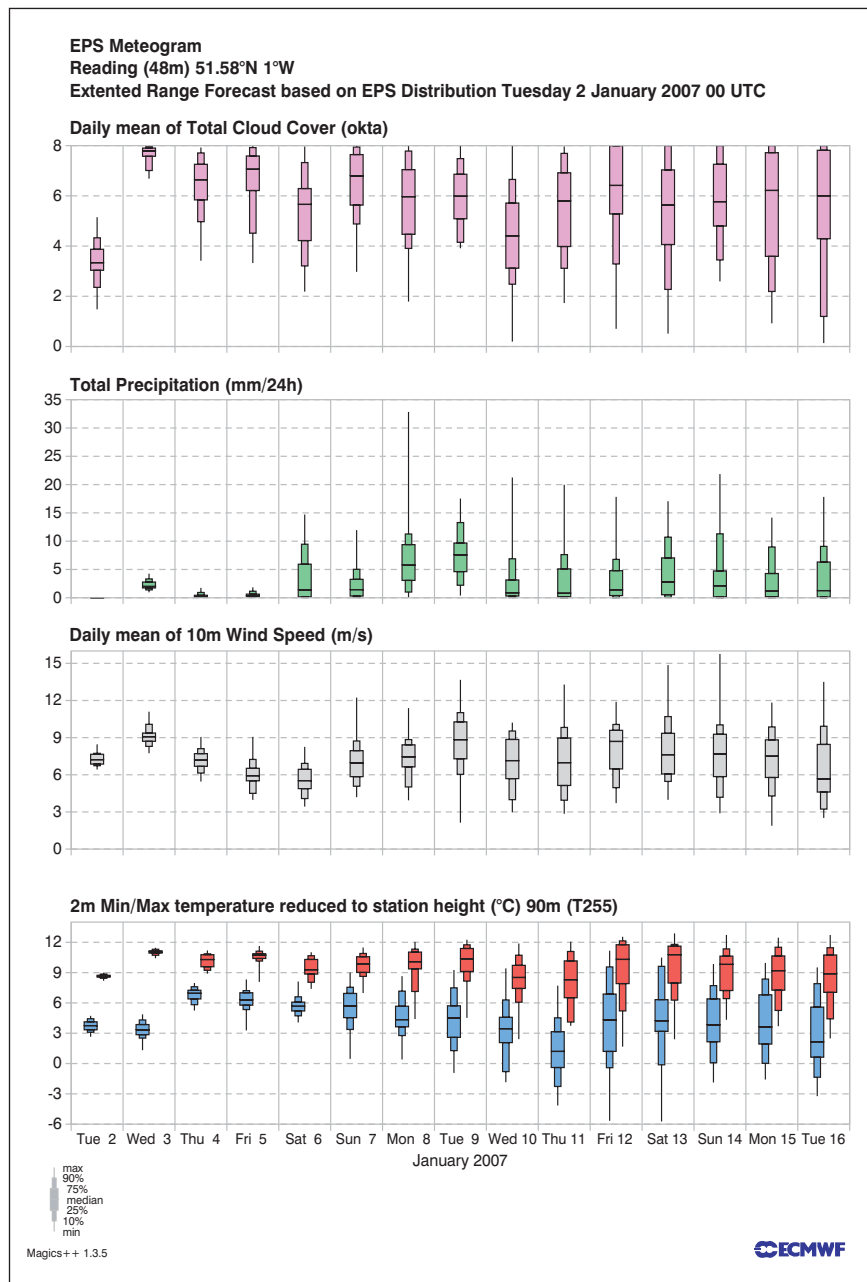 EPS Meteogram
Reading (48m) 51.58°N 1°W
Extented Range Forecast based on EPS Distribution Tuesday 2 January 2007 00 UTC
Daily mean of Total Cloud Cover (okta)
8
6
4
2
0
Total Precipitation (mm/24h)
35
30
25
20
15
10
5
0
Daily mean of 10m Wind Speed (m/s)
15
12
9
6
3
0
2m Min/Max temperature reduced to station height (°C) 90m (T255)
12
9
6
3
0
-3
-6
Tue 2 Wed 3 Thu 4 Fri 5 Sat 6 Sun 7 Mon 8 Tue 9 Wed 10 Thu 11 Fri 12 Sat 13 Sun 14 Mon 15 Tue 16
January 2007
max
90%
75%
median
25%
10%
min
Magics++ 1.3.5
ECMWF